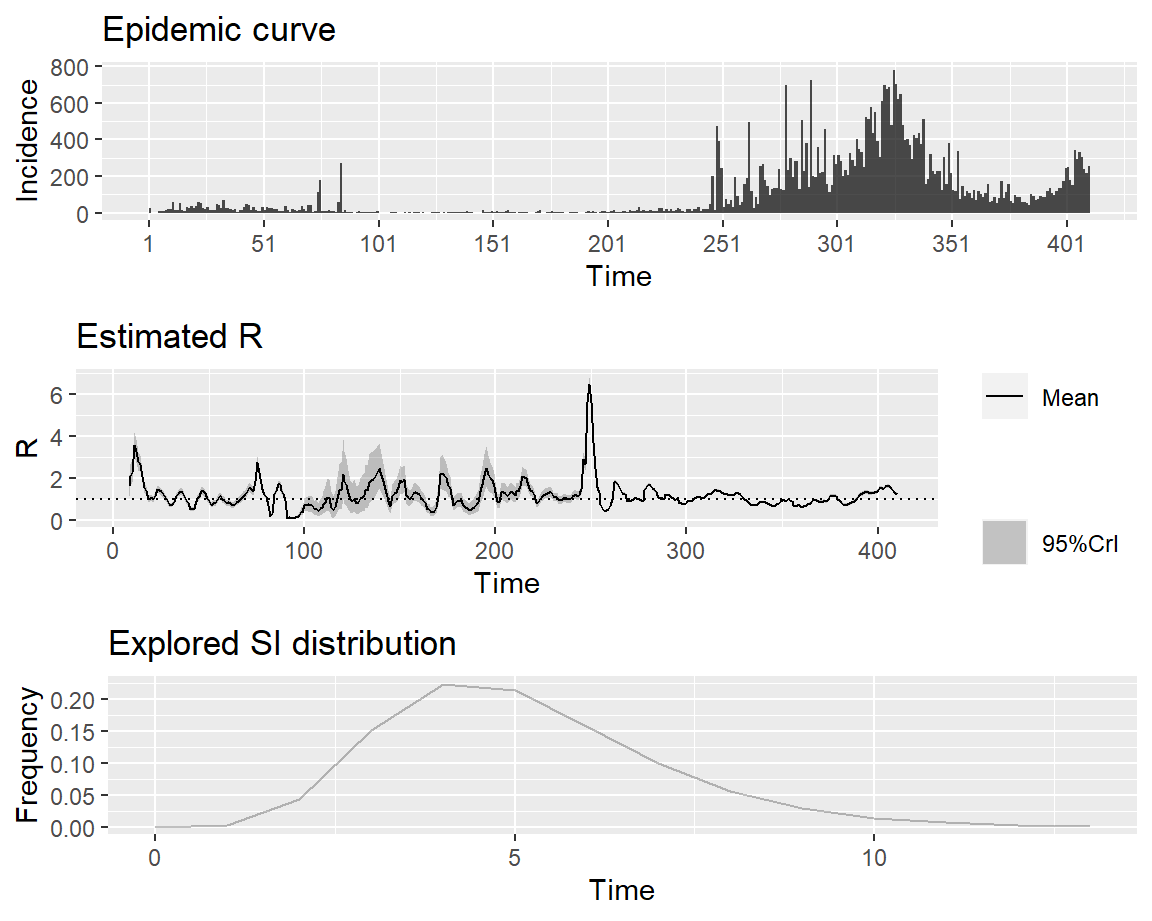 Epidemic curve
800
600
400
200
0
Incidence
1 51 101 151 201 251 301 351 401
Time
Estimated R
6
4
2
0
R
0 100 200 300 400
Time
Mean
95%CrI
Explored SI distribution
0.20
0.15
0.10
0.05
0.00
Frequency
0 5 10
Time